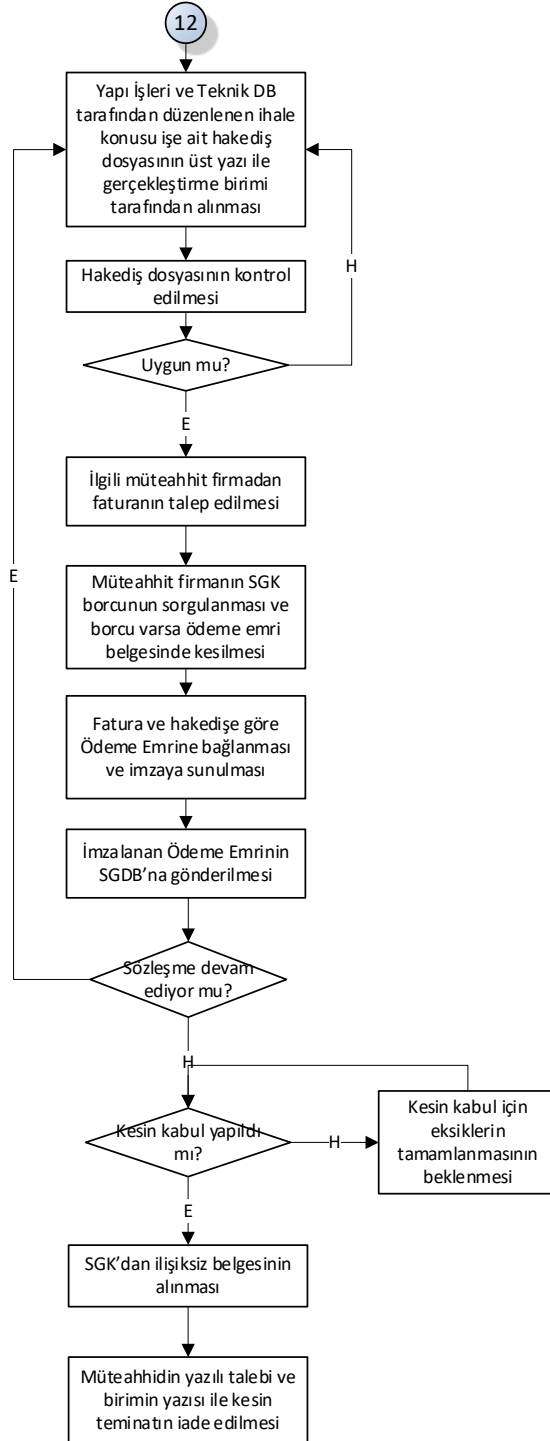 12
Yapı İşleri ve Teknik DB
tarafından düzenlenen ihale
konusu işe ait hakediş
dosyasının üst yazı ile
gerçekleştirme birimi
tarafından alınması
H
Hakediş dosyasının kontrol
edilmesi
Uygun mu?
E
İlgili müteahhit firmadan
faturanın talep edilmesi
E
Müteahhit firmanın SGK
borcunun sorgulanması ve
borcu varsa ödeme emri
belgesinde kesilmesi
Fatura ve hakedişe göre
Ödeme Emrine bağlanması
ve imzaya sunulması
İmzalanan Ödeme Emrinin
SGDB’na gönderilmesi
Sözleşme devam
ediyor mu?
H
Kesin kabul yapıldı
mı?
H
Kesin kabul için
eksiklerin
tamamlanmasının
beklenmesi
E
SGK’dan ilişiksiz belgesinin
alınması
Müteahhidin yazılı talebi ve
birimin yazısı ile kesin
teminatın iade edilmesi